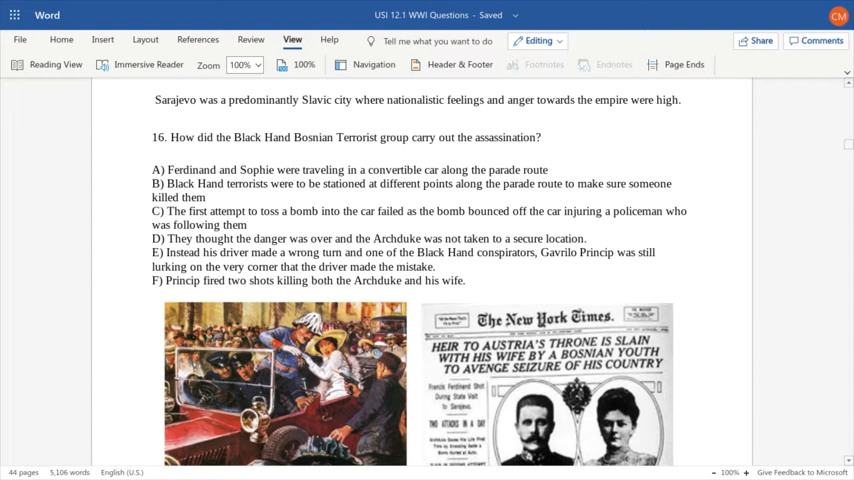 Word
USI 12.1 WWI Questions - Saved
CM
File Home Insert Layout References Review View Help Tell me what you want to do Editing Share Comments
Reading View Immersive Reader Zoom 100% 100% Navigation Header & Footer Footnotes Endnotes Page Ends
Sarajevo was a predominantly Slavic city where nationalistic feelings and anger towards the empire were high.
16. How did the Black Hand Bosnian Terrorist group carry out the assassination?
A) Ferdinand and Sophie were traveling in a convertible car along the parade route
B) Black Hand terrorists were to be stationed at different points along the parade route to make sure someone
killed them
C) The first attempt to toss a bomb into the car failed as the bomb bounced off the car injuring a policeman who
was following them
D) They thought the danger was over and the Archduke was not taken to a secure location.
E) Instead his driver made a wrong turn and one of the Black Hand conspirators, Gavrilo Princip was still
lurking on the very corner that the driver made the mistake.
F) Princip fired two shots killing both the Archduke and his wife.
The New York Times.
HEIR TO AUSTRIA'S THRONE IS SLAIN
WITH HIS WIFE BY A BOSNIAN YOUTH
TO AVENGE SEIZURE OF HIS COUNTRY
Francis Ferdinand Shot
During State Visit
to Sarajevo.
TWO ATTACKS IN A DAY
44 pages 5,106 words English (U.S.) - 100% + Give Feedback to Microsoft